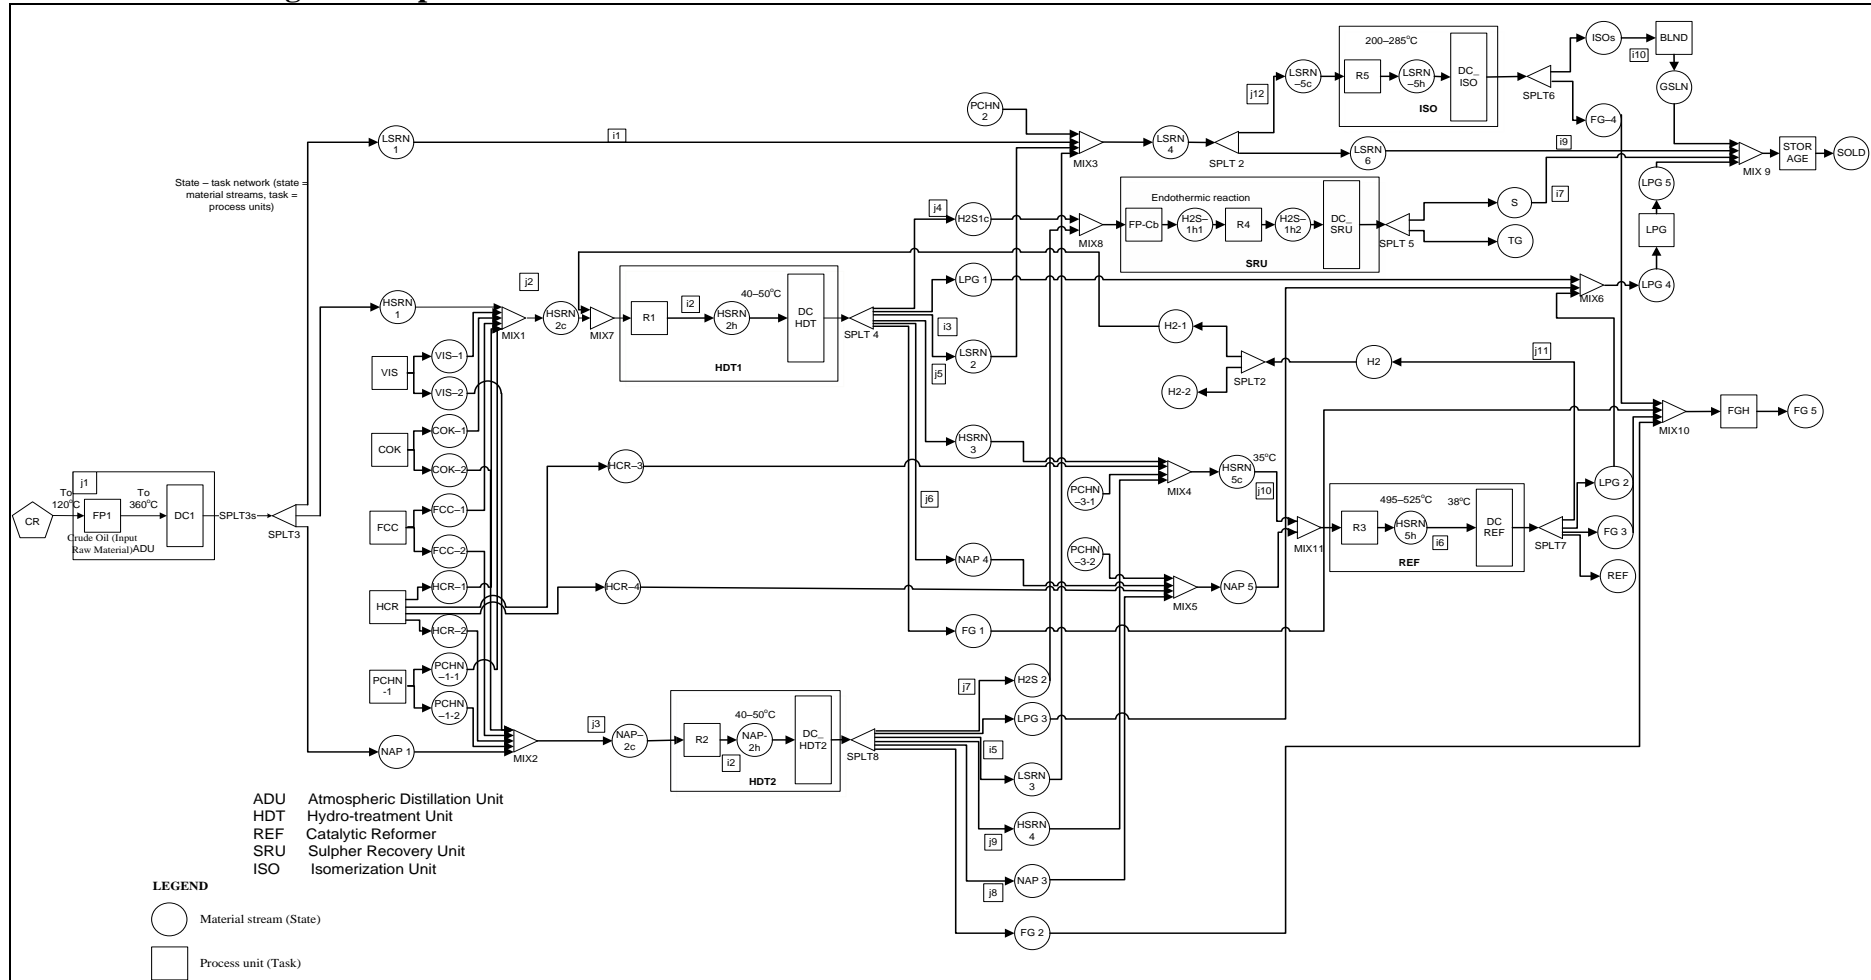 LSRN
1
i1
State – task network (state =
material streams, task =
process units)
PCHN
2
MIX3
LSRN
4
SPLT 2
j12
LSRN
–5c
200–285°C
R5
LSRN
–5h
DC_
ISO
ISO
SPLT6
ISOs
i10
BLND
GSLN
FG–4
LSRN
6
i9
MIX 9
STOR
AGE
SOLD
j4
H2S1c
MIX8
Endothermic reaction
FP-Cb
H2S–
1h1
R4
H2S–
1h2
DC_
SRU
SRU
SPLT 5
S
i7
TG
LPG 5
LPG
LPG 4
MIX6
HSRN
1
j2
MIX1
HSRN
2c
MIX7
R1
i2
HSRN
2h
40–50°C
DC
HDT
HDT1
SPLT 4
LPG 1
i3
LSRN
2
j5
H2-1
SPLT2
H2-2
H2
j11
VIS
VIS–1
VIS–2
COK
COK–1
COK–2
FCC
FCC–1
FCC–2
HCR
HCR–1
HCR–2
PCHN
-1
PCHN
–1-1
PCHN
–1-2
NAP 1
HCR–3
HCR–4
HSRN
3
j6
NAP 4
FG 1
PCHN
–3-1
MIX4
HSRN
5c
35°C
j10
PCHN
–3-2
MIX5
NAP 5
MIX11
495–525°C
R3
HSRN
5h
i6
38°C
DC
REF
REF
SPLT7
LPG 2
FG 3
REF
MIX10
FGH
FG 5
CR
To
120°C
j1
FP1
To
360°C
DC1
Crude Oil (Input
Raw Material)
ADU
SPLT3s
SPLT3
MIX2
j3
NAP–
2c
R2
i2
40–50°C
NAP-
2h
DC_
HDT2
HDT2
SPLT8
j7
H2S 2
LPG 3
i5
LSRN
3
HSRN
4
j9
NAP 3
j8
FG 2
ADU Atmospheric Distillation Unit
HDT Hydro-treatment Unit
REF Catalytic Reformer
SRU Sulpher Recovery Unit
ISO Isomerization Unit
LEGEND
Material stream (State)
Process unit (Task)